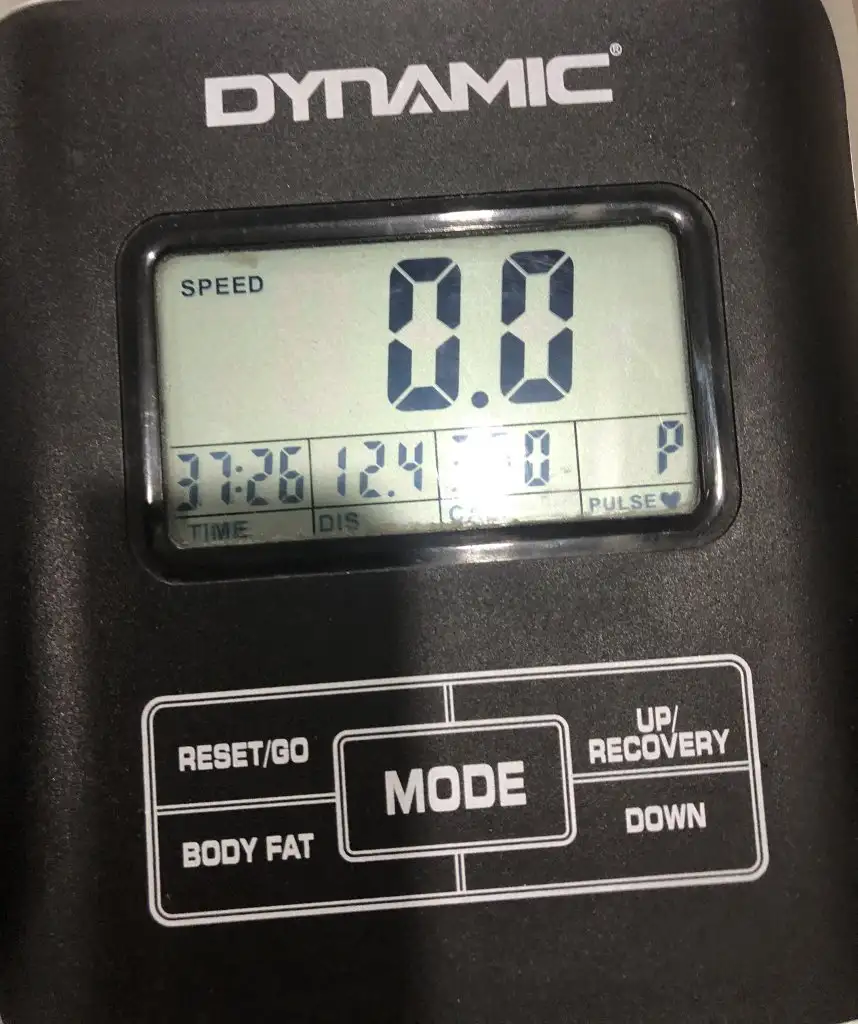 DYNAMIC®
SPEED 0.0
37:26 12.4 0 P
TIME DIS PULSE
RESET/GO
UP/
RECOVERY
MODE
BODY FAT
DOWN